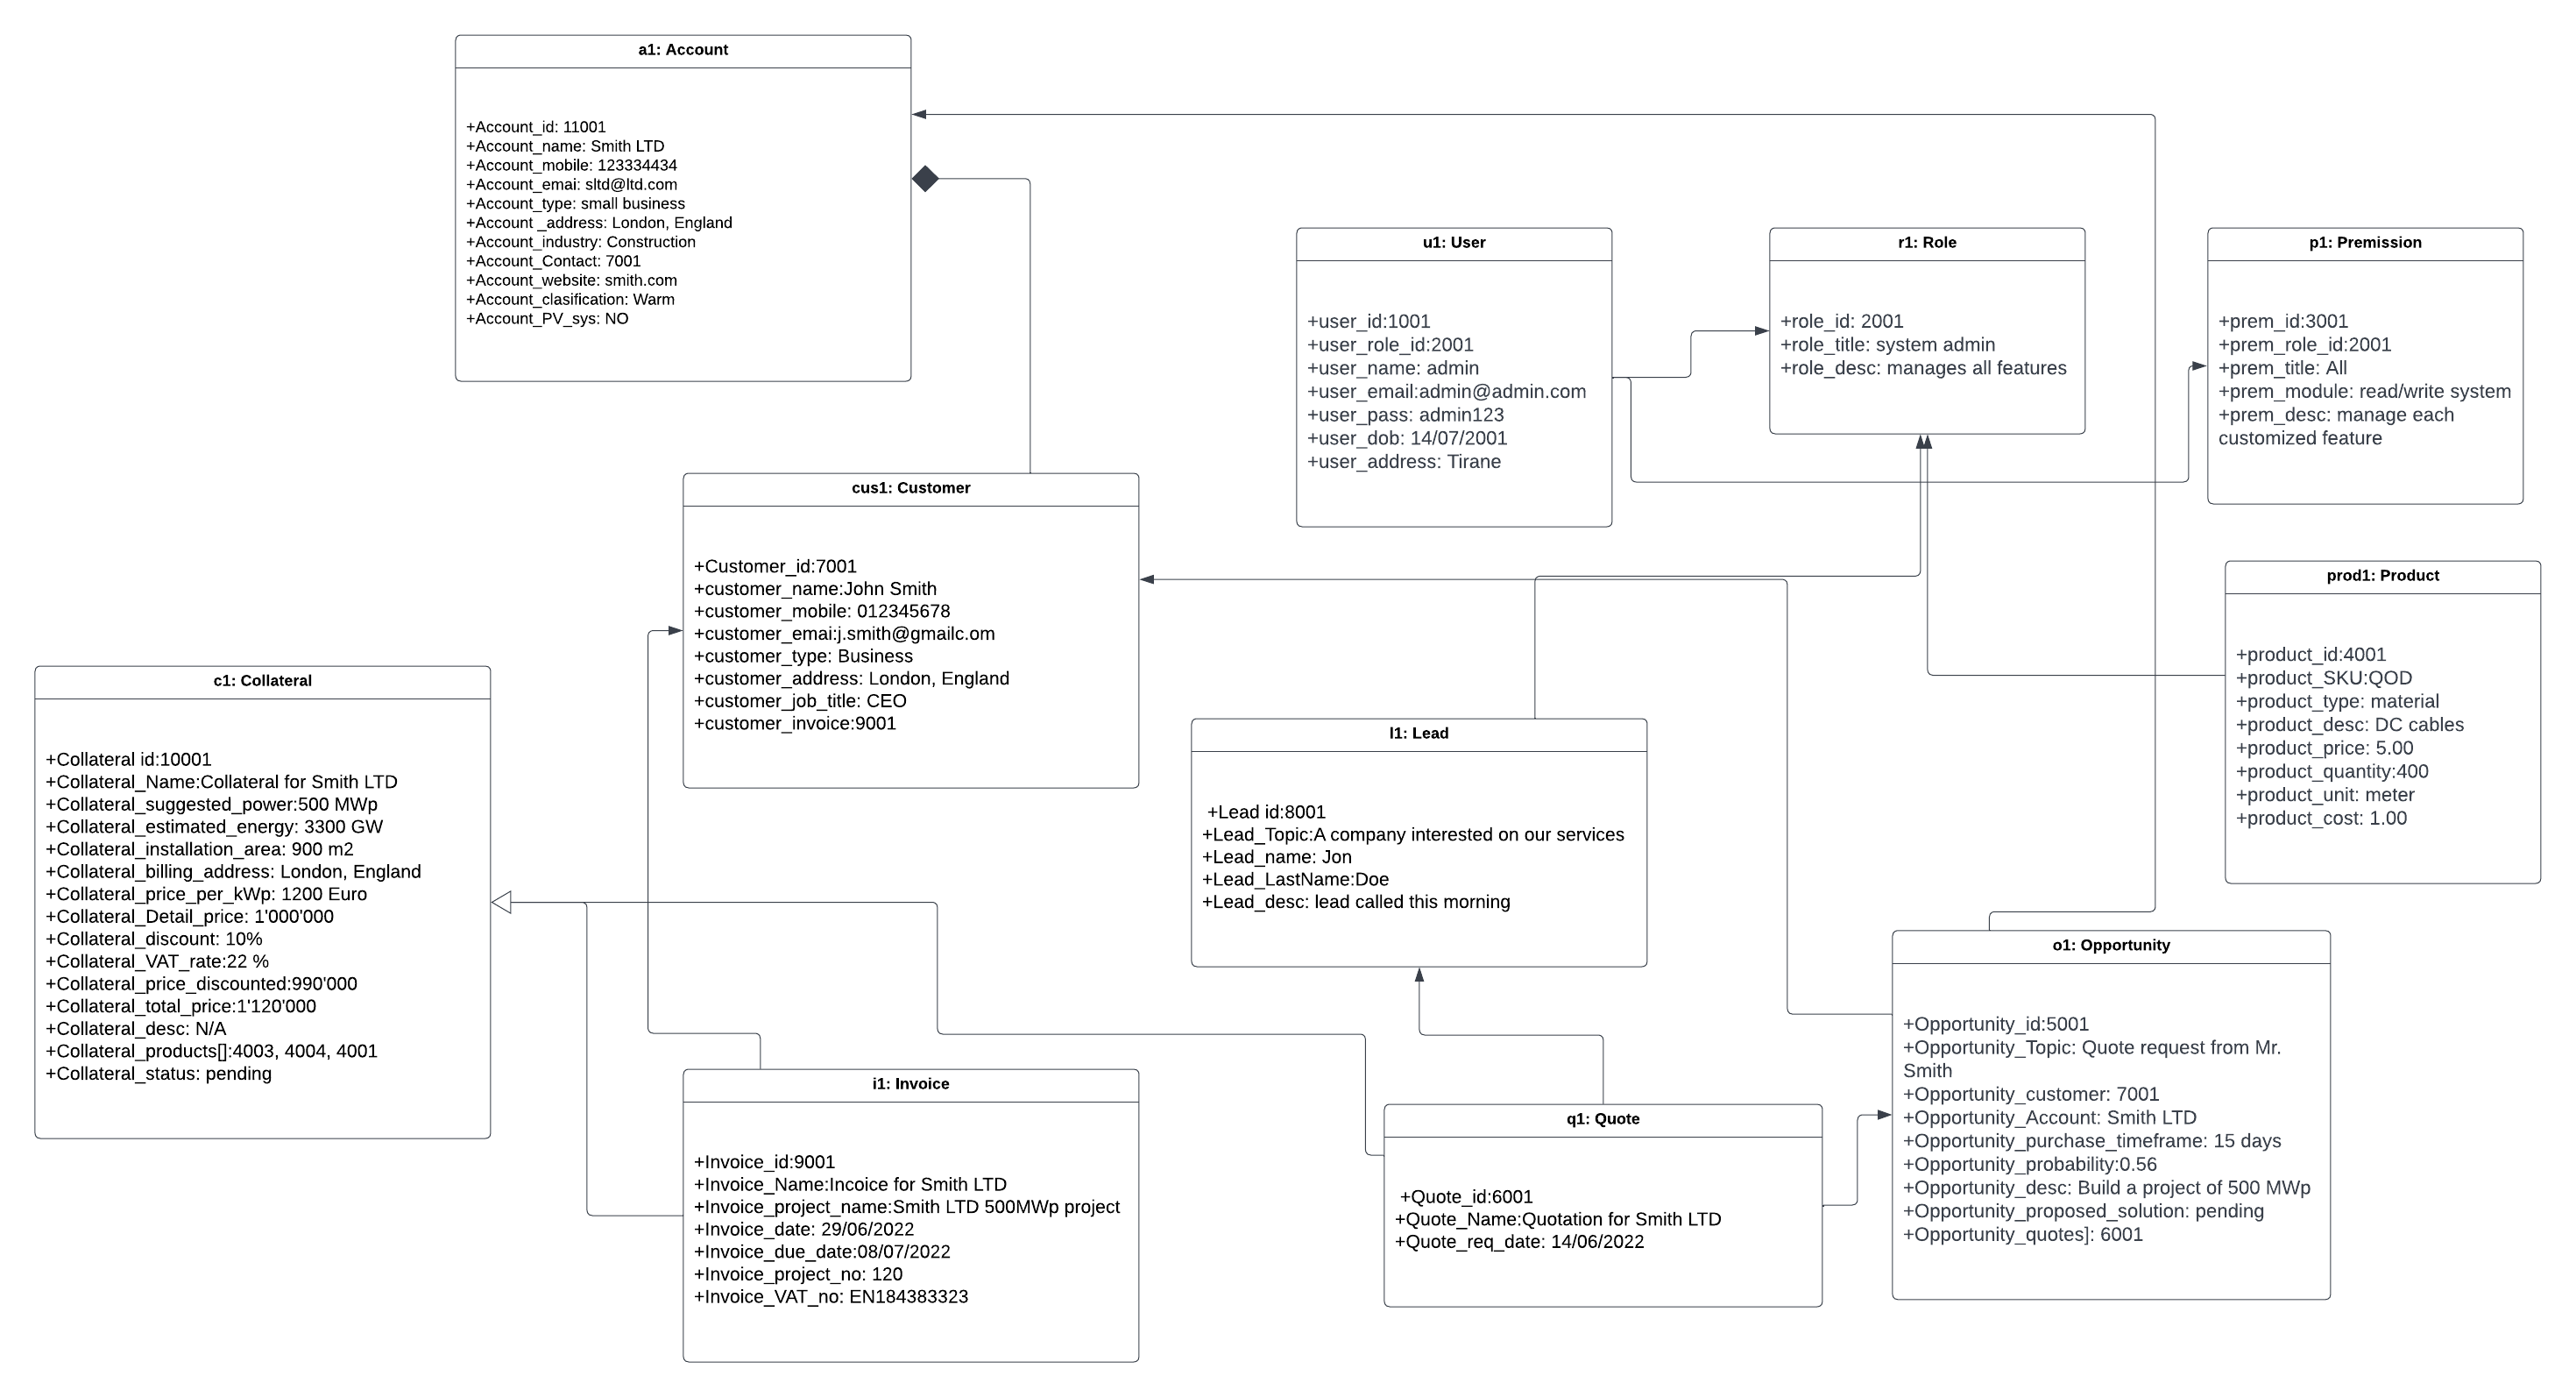 a1: Account
+Account_id: 11001
+Account_name: Smith LTD
+Account_mobile: 123334434
+Account_emai: sltd@ltd.com
+Account_type: small business
+Account _address: London, England
+Account_industry: Construction
+Account_Contact: 7001
+Account_website: smith.com
+Account_clasification: Warm
+Account_PV_sys: NO
u1: User
+user_id:1001
+user_role_id:2001
+user_name: admin
+user_email:admin@admin.com
+user_pass: admin123
+user_dob: 14/07/2001
+user_address: Tirane
r1: Role
+role_id: 2001
+role_title: system admin
+role_desc: manages all features
p1: Premission
+prem_id:3001
+prem_role_id:2001
+prem_title: All
+prem_module: read/write system
+prem_desc: manage each
customized feature
cus1: Customer
+Customer_id:7001
+customer_name:John Smith
+customer_mobile: 012345678
+customer_emai:j.smith@gmailc.om
+customer_type: Business
+customer_address: London, England
+customer_job_title: CEO
+customer_invoice:9001
prod1: Product
+product_id:4001
+product_SKU:QOD
+product_type: material
+product_desc: DC cables
+product_price: 5.00
+product_quantity:400
+product_unit: meter
+product_cost: 1.00
c1: Collateral
+Collateral id:10001
+Collateral_Name:Collateral for Smith LTD
+Collateral_suggested_power:500 MWp
+Collateral_estimated_energy: 3300 GW
+Collateral_installation_area: 900 m2
+Collateral_billing_address: London, England
+Collateral_price_per_kWp: 1200 Euro
+Collateral_Detail_price: 1'000'000
+Collateral_discount: 10%
+Collateral_VAT_rate:22 %
+Collateral_price_discounted:990'000
+Collateral_total_price:1'120'000
+Collateral_desc: N/A
+Collateral_products[]:4003, 4004, 4001
+Collateral_status: pending
l1: Lead
+Lead id:8001
+Lead_Topic:A company interested on our services
+Lead_name: Jon
+Lead_LastName:Doe
+Lead_desc: lead called this morning
o1: Opportunity
+Opportunity_id:5001
+Opportunity_Topic: Quote request from Mr.
Smith
+Opportunity_customer: 7001
+Opportunity_Account: Smith LTD
+Opportunity_purchase_timeframe: 15 days
+Opportunity_probability:0.56
+Opportunity_desc: Build a project of 500 MWp
+Opportunity_proposed_solution: pending
+Opportunity_quotes]: 6001
i1: Invoice
+Invoice_id:9001
+Invoice_Name:Incoice for Smith LTD
+Invoice_project_name:Smith LTD 500MWp project
+Invoice_date: 29/06/2022
+Invoice_due_date:08/07/2022
+Invoice_project_no: 120
+Invoice_VAT_no: EN184383323
q1: Quote
+Quote_id:6001
+Quote_Name:Quotation for Smith LTD
+Quote_req_date: 14/06/2022